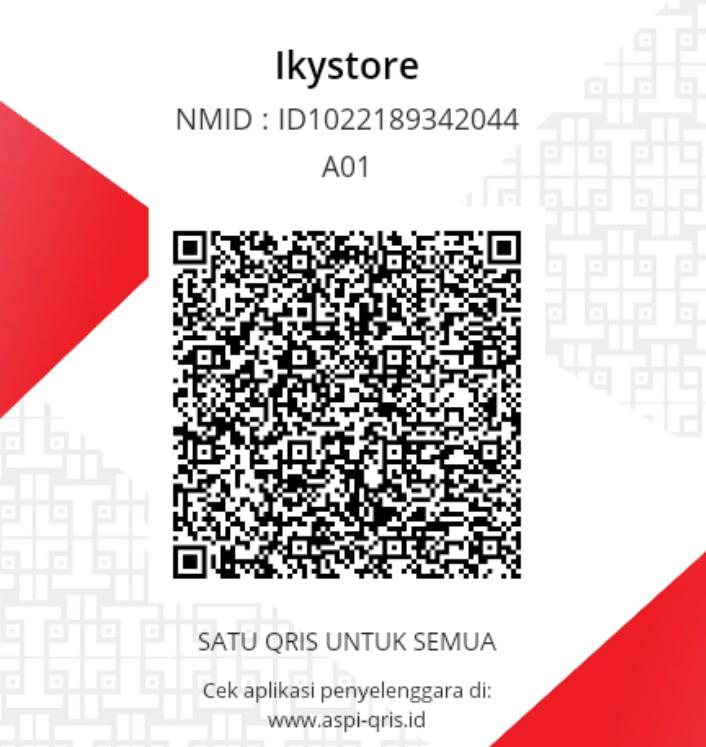 Ikystore
NMID : ID1022189342044
A01
SATU QRIS UNTUK SEMUA
Cek aplikasi penyelenggara di:
www.aspi-qris.id